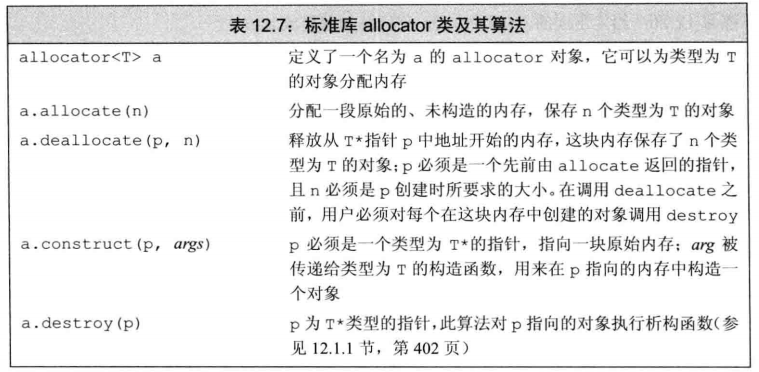 表 12.7：标准库 allocator 类及其算法
allocator<T> a 定义了一个名为 a 的 allocator 对象，它可以为类型为 T
的对象分配内存
a.allocate(n) 分配一段原始的、未构造的内存，保存 n 个类型为 T 的对象
a.deallocate(p, n) 释放从 T*指针 p 中地址开始的内存，这块内存保存了 n 个类
型为 T 的对象；p 必须是一个先前由 allocate 返回的指针，
且 n 必须是 p 创建时所要求的大小。在调用 deallocate 之
前，用户必须对每个在这块内存中创建的对象调用 destroy
a.construct(p, args) p 必须是一个类型为 T*的指针，指向一块原始内存；arg 被
传递给类型为 T 的构造函数，用来在 p 指向的内存中构造一
个对象
a.destroy(p) p 为 T*类型的指针，此算法对 p 指向的对象执行析构函数（参
见 12.1.1 节，第 402 页）